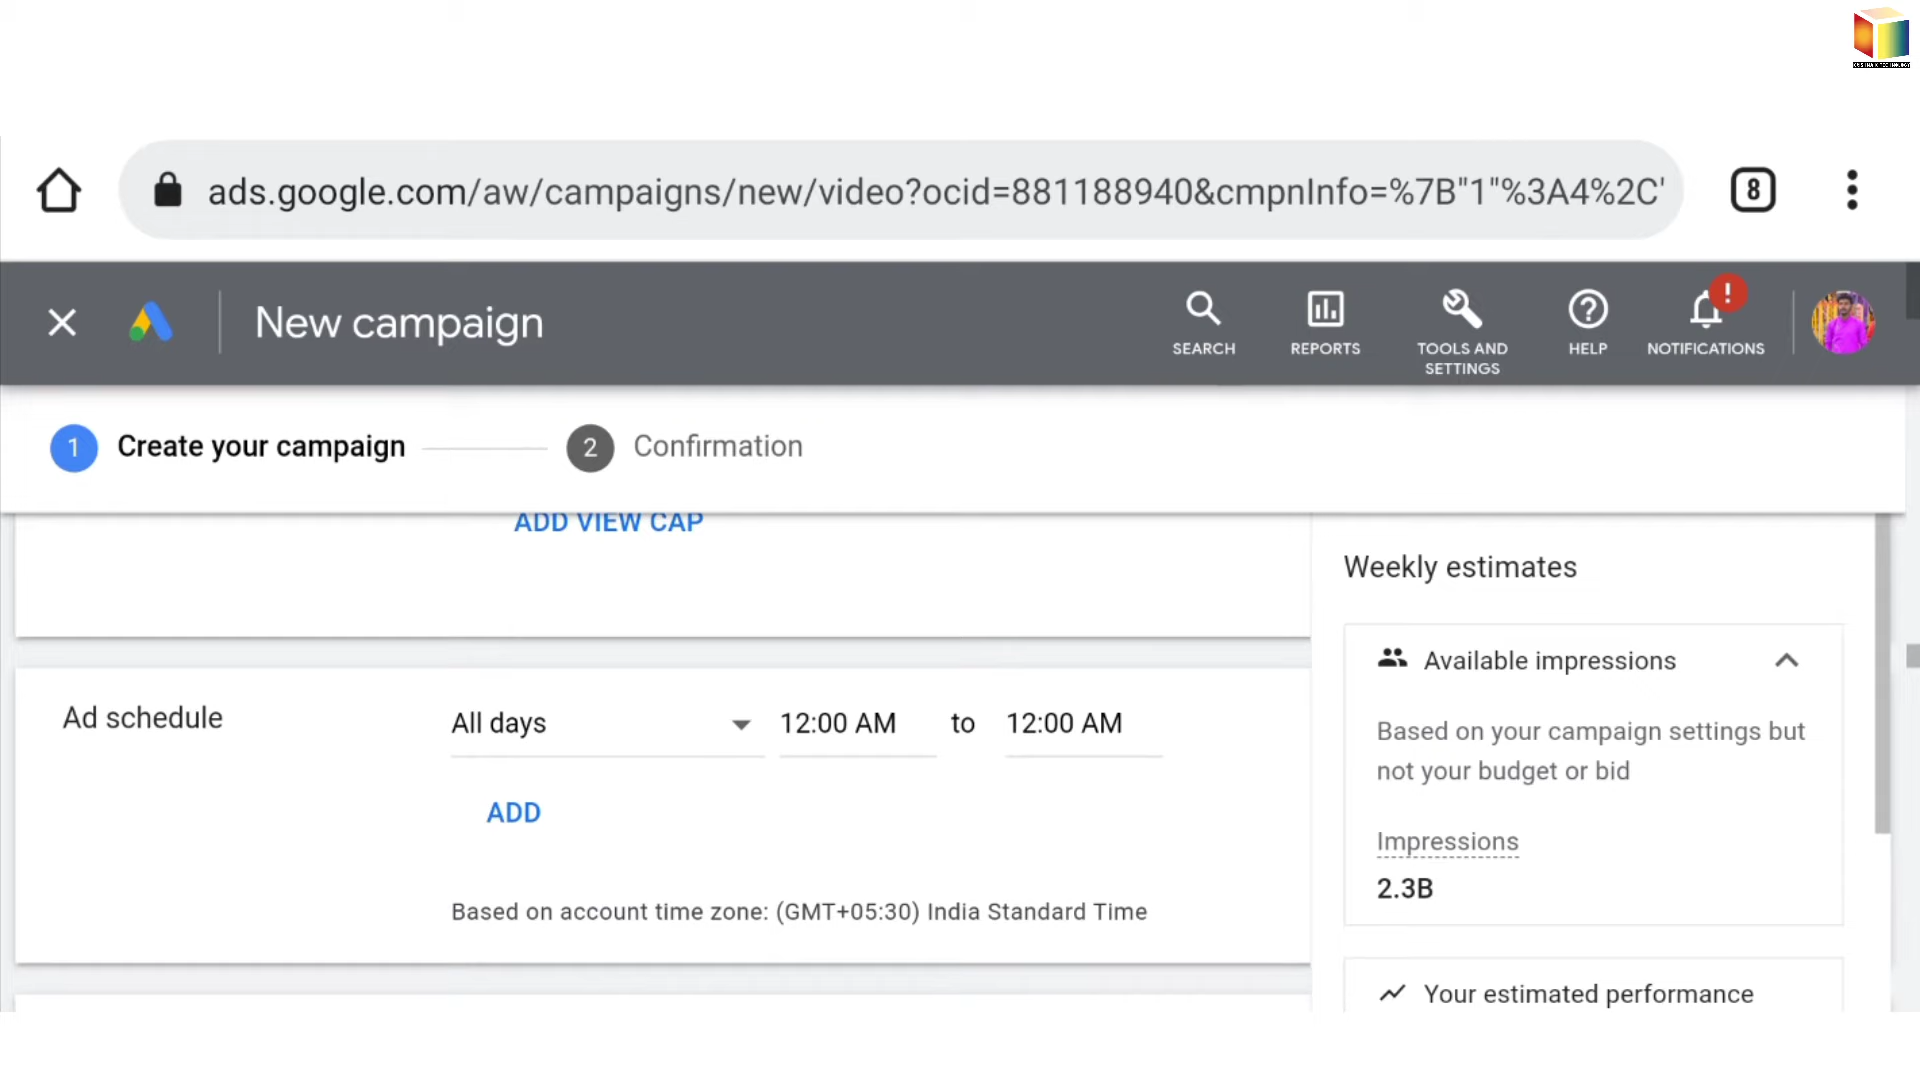 ads.google.com/aw/campaigns/new/video?ocid=881188940&cmpnInfo=%7B"1"%3A4%2C'
8
New campaign
SEARCH
REPORTS
TOOLS AND
SETTINGS
HELP
!
NOTIFICATIONS
1 Create your campaign
2 Confirmation
ADD VIEW CAP
Ad schedule
All days
12:00 AM to 12:00 AM
ADD
Based on account time zone: (GMT+05:30) India Standard Time
Weekly estimates
Available impressions
Based on your campaign settings but
not your budget or bid
Impressions
2.3B
Your estimated performance